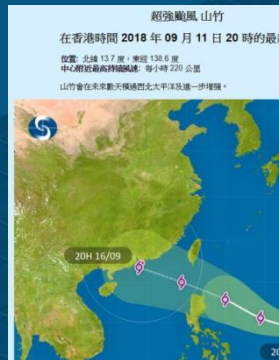 超強颱風 山竹
在香港時間 2018 年 09 月 11 日 20 時的最
位置: 北緯 13.7 度，東經 138.6 度
中心附近最高持續風速: 每小時 220 公里
山竹會在未來數天橫過西北太平洋及進一步增強。
20H 16/09
20